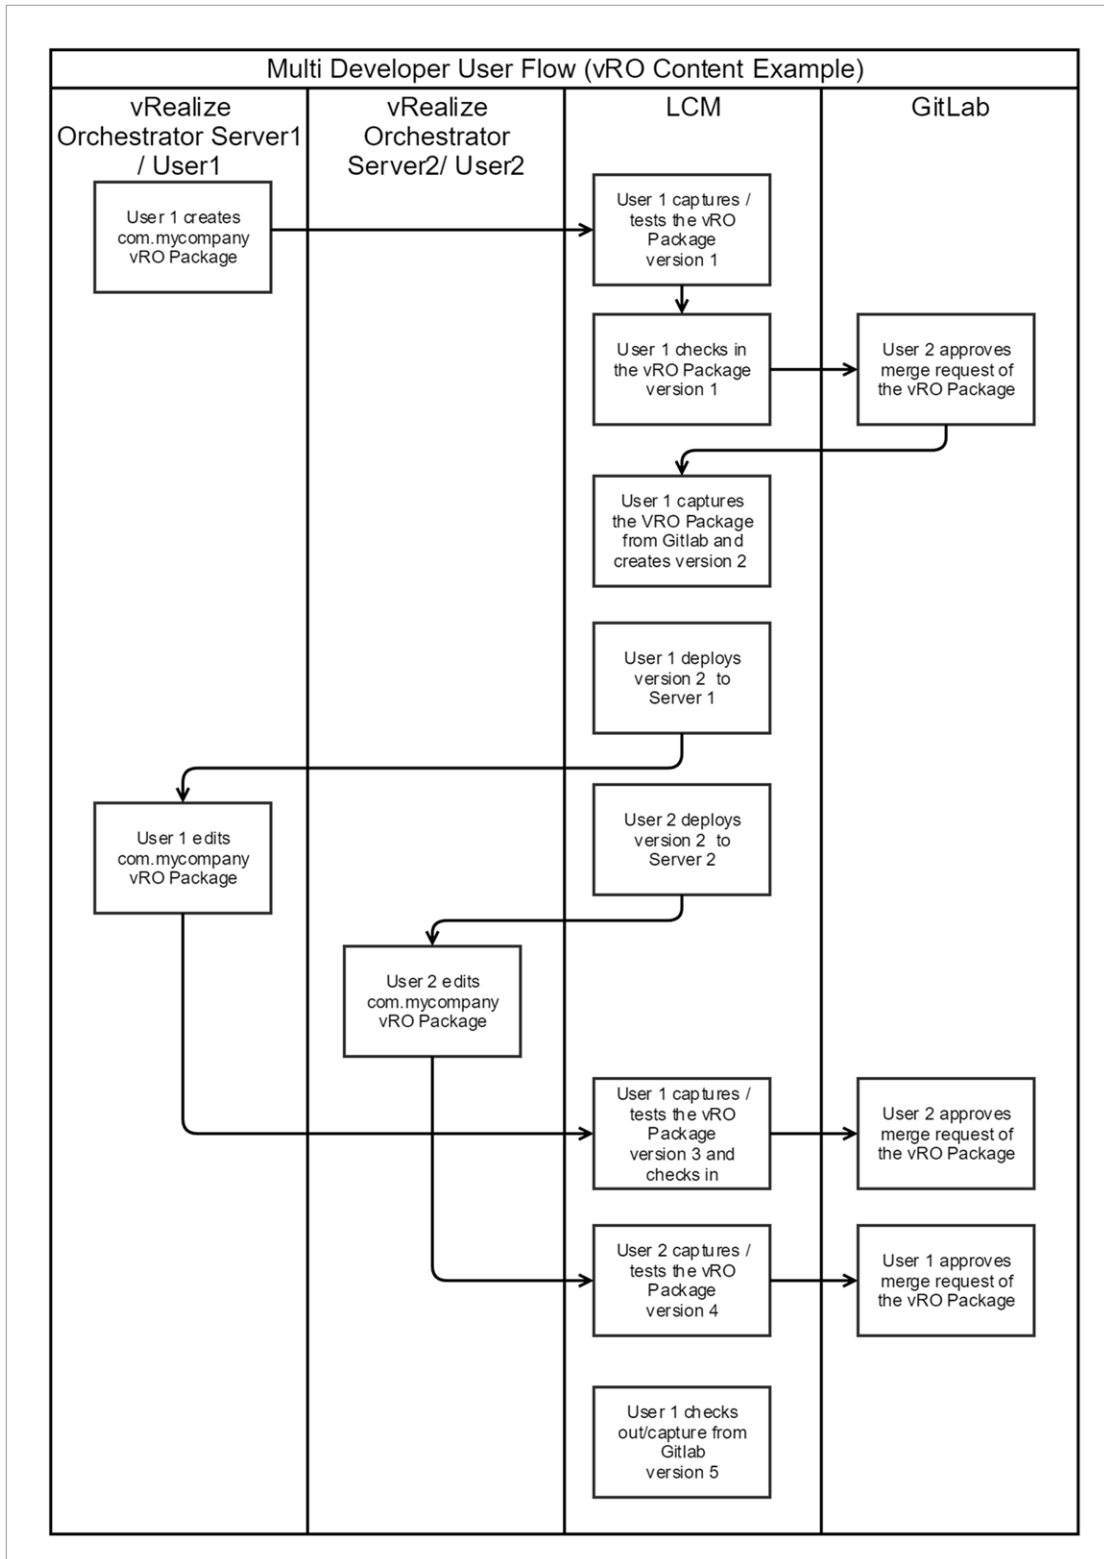 Multi Developer User Flow (vRO Content Example)
vRealize
Orchestrator Server1
/ User1
vRealize
Orchestrator
Server2/ User2
LCM
GitLab
User 1 creates
com.mycompany
vRO Package
User 1 captures /
tests the vRO
Package
version 1
User 1 checks in
the vRO Package
version 1
User 2 approves
merge request of
the vRO Package
User 1 captures
the VRO Package
from Gitlab and
creates version 2
User 1 deploys
version 2 to
Server 1
User 1 edits
com.mycompany
vRO Package
User 2 deploys
version 2 to
Server 2
User 2 edits
com.mycompany
vRO Package
User 1 captures /
tests the vRO
Package
version 3 and
checks in
User 2 approves
merge request of
the vRO Package
User 2 captures /
tests the vRO
Package
version 4
User 1 approves
merge request of
the vRO Package
User 1 checks
out/capture from
Gitlab
version 5